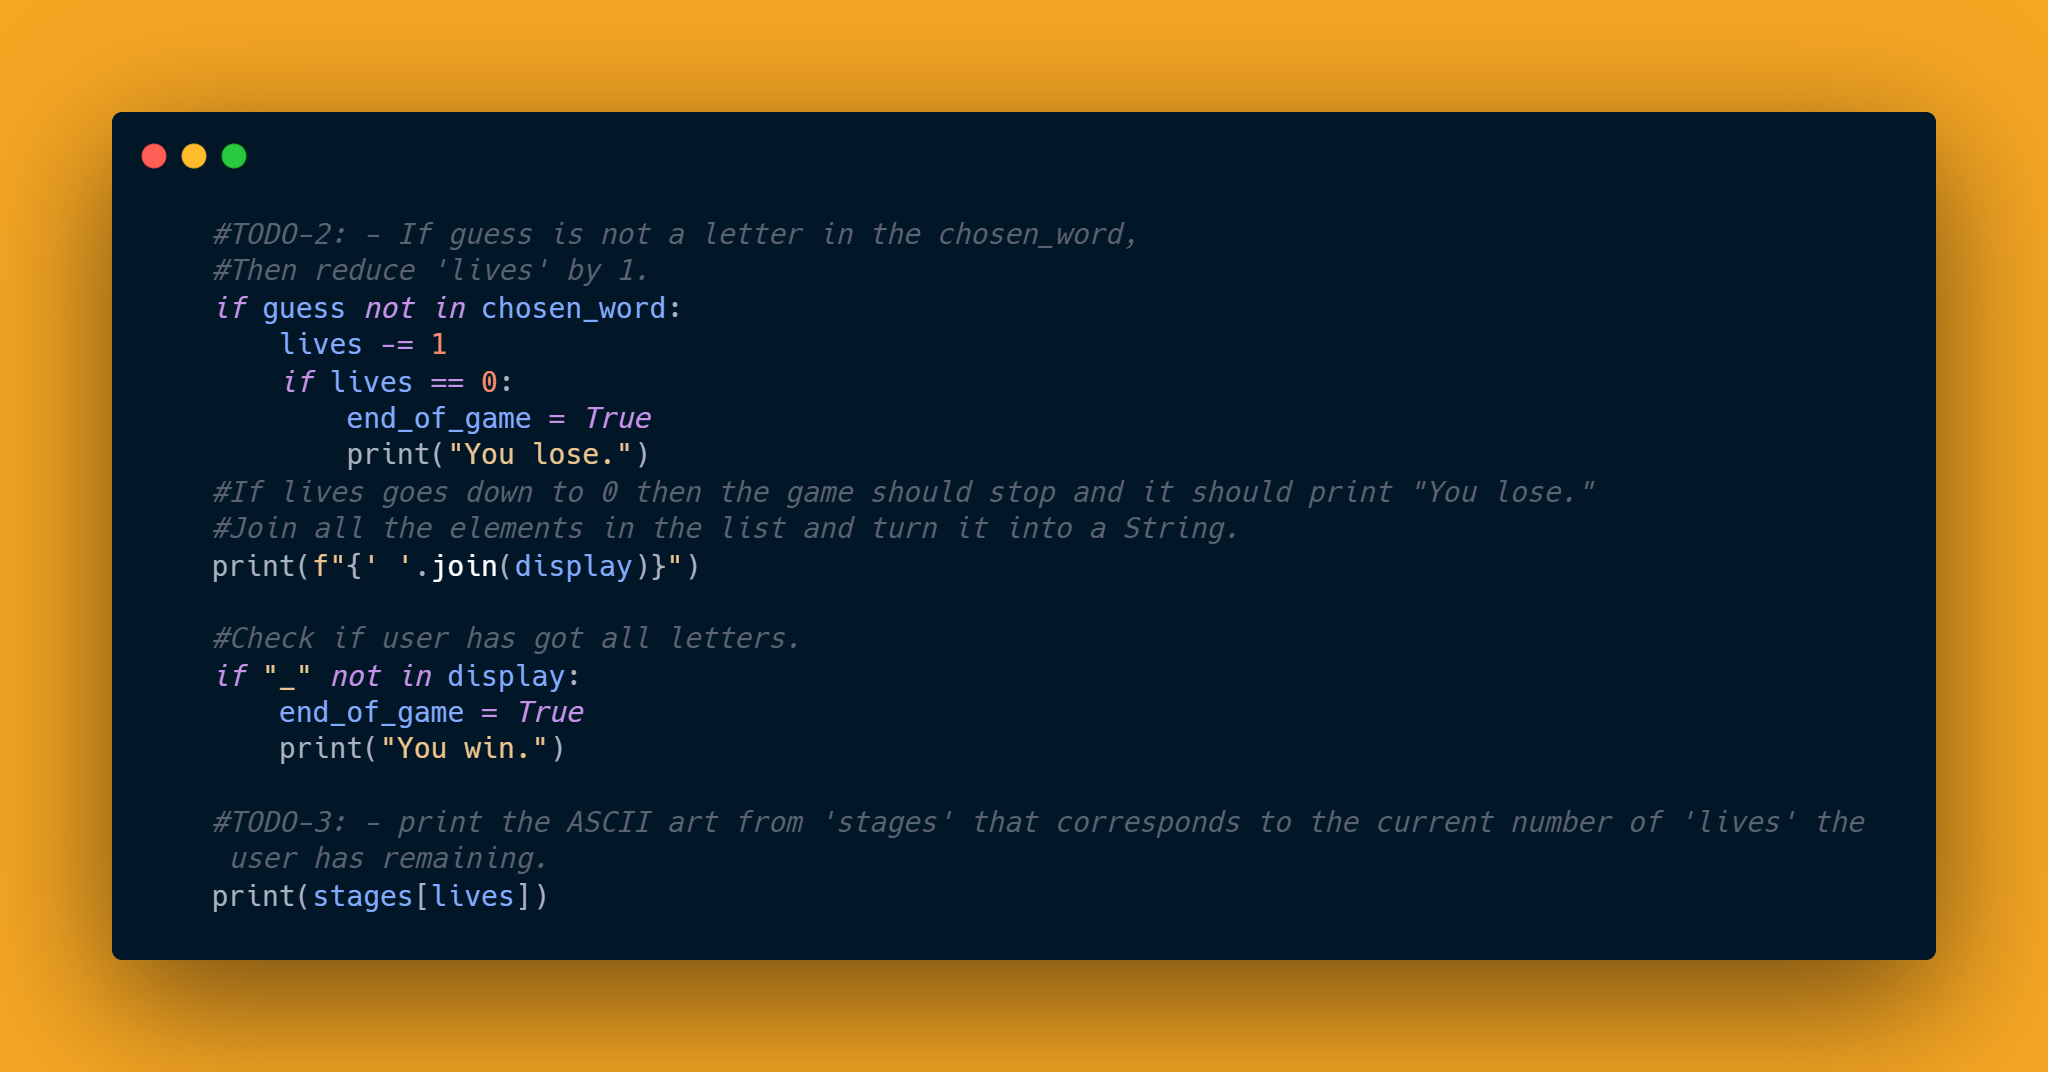 #TODO-2: - If guess is not a letter in the chosen_word,
#Then reduce 'lives' by 1.
if guess not in chosen_word:
    lives -= 1
    if lives == 0:
        end_of_game = True
        print("You lose.")
#If lives goes down to 0 then the game should stop and it should print "You lose."
#Join all the elements in the list and turn it into a String.
print(f"{' '.join(display)}")

#Check if user has got all letters.
if "_" not in display:
    end_of_game = True
    print("You win.")

#TODO-3: - print the ASCII art from 'stages' that corresponds to the current number of 'lives' the
 user has remaining.
print(stages[lives])